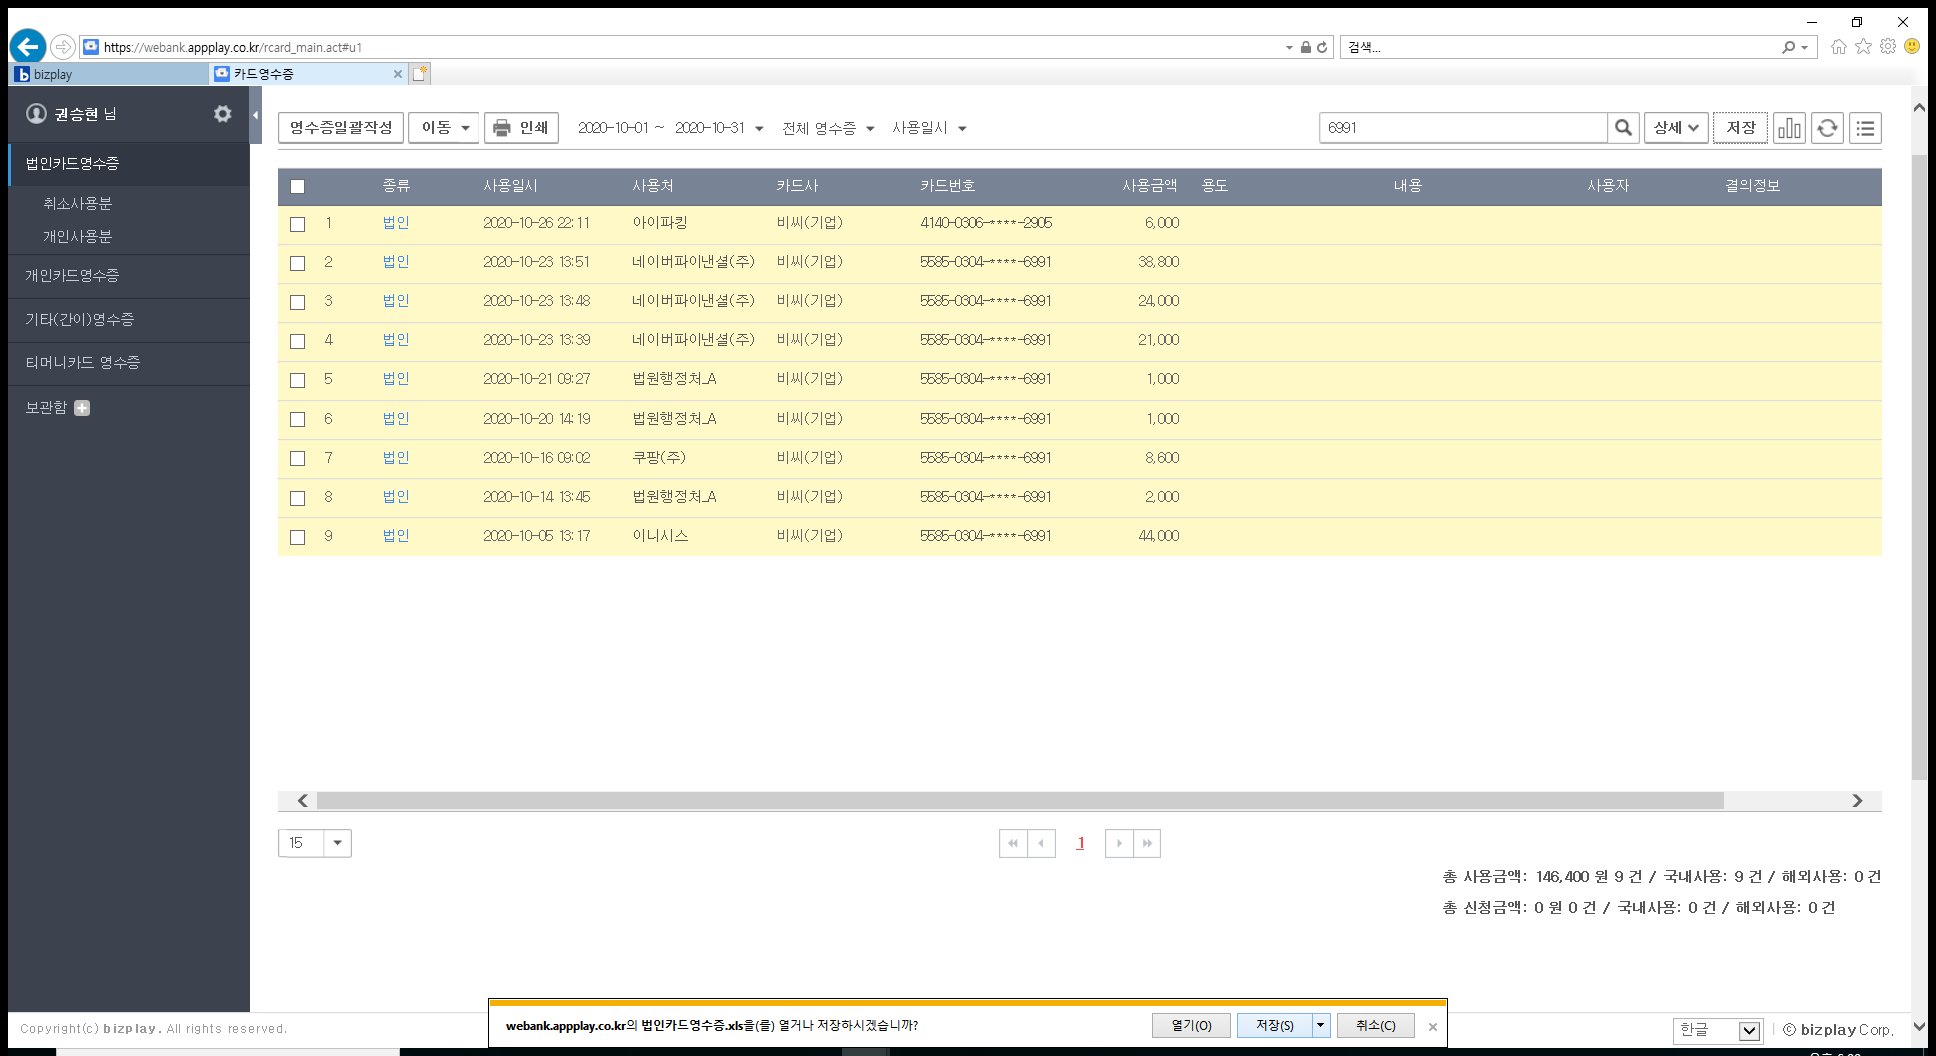 https://webank.appplay.co.kr/rcard_main.act#u1
검색...
bizplay
카드영수증
권승현 님
영수증일괄작성
이동
인쇄
2020-10-01 ~ 2020-10-31
전체 영수증
사용일시
6991
상세
저장
법인카드영수증
취소사용분
개인사용분
개인카드영수증
기타(간이)영수증
티머니카드 영수증
보관함
종류 사용일시 사용처 카드사 카드번호 사용금액 용도 내용 사용자 결의정보
1 법인 2020-10-26 22:11 아이파킹 비씨(기업) 4140-0306-****-2905 6,000
2 법인 2020-10-23 13:51 네이버파이낸셜(주) 비씨(기업) 5585-0304-****-6991 38,800
3 법인 2020-10-23 13:48 네이버파이낸셜(주) 비씨(기업) 5585-0304-****-6991 24,000
4 법인 2020-10-23 13:39 네이버파이낸셜(주) 비씨(기업) 5585-0304-****-6991 21,000
5 법인 2020-10-21 09:27 법원행정처_A 비씨(기업) 5585-0304-****-6991 1,000
6 법인 2020-10-20 14:19 법원행정처_A 비씨(기업) 5585-0304-****-6991 1,000
7 법인 2020-10-16 09:02 쿠팡(주) 비씨(기업) 5585-0304-****-6991 8,600
8 법인 2020-10-14 13:45 법원행정처_A 비씨(기업) 5585-0304-****-6991 2,000
9 법인 2020-10-05 13:17 이니시스 비씨(기업) 5585-0304-****-6991 44,000
15
1
총 사용금액: 146,400 원 9 건 / 국내사용: 9 건 / 해외사용: 0 건
총 신청금액: 0 원 0 건 / 국내사용: 0 건 / 해외사용: 0 건
Copyright(c) bizplay. All rights reserved.
webank.appplay.co.kr의 법인카드영수증.xls을(를) 열거나 저장하시겠습니까?
열기(O)
저장(S)
취소(C)
한글
ⓒ bizplay Corp.